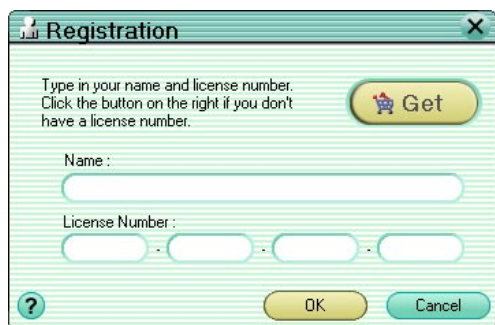 Registration
Type in your name and license number.
Click the button on the right if you don't
have a license number.
Get
Name :
License Number :
- - -
? OK Cancel